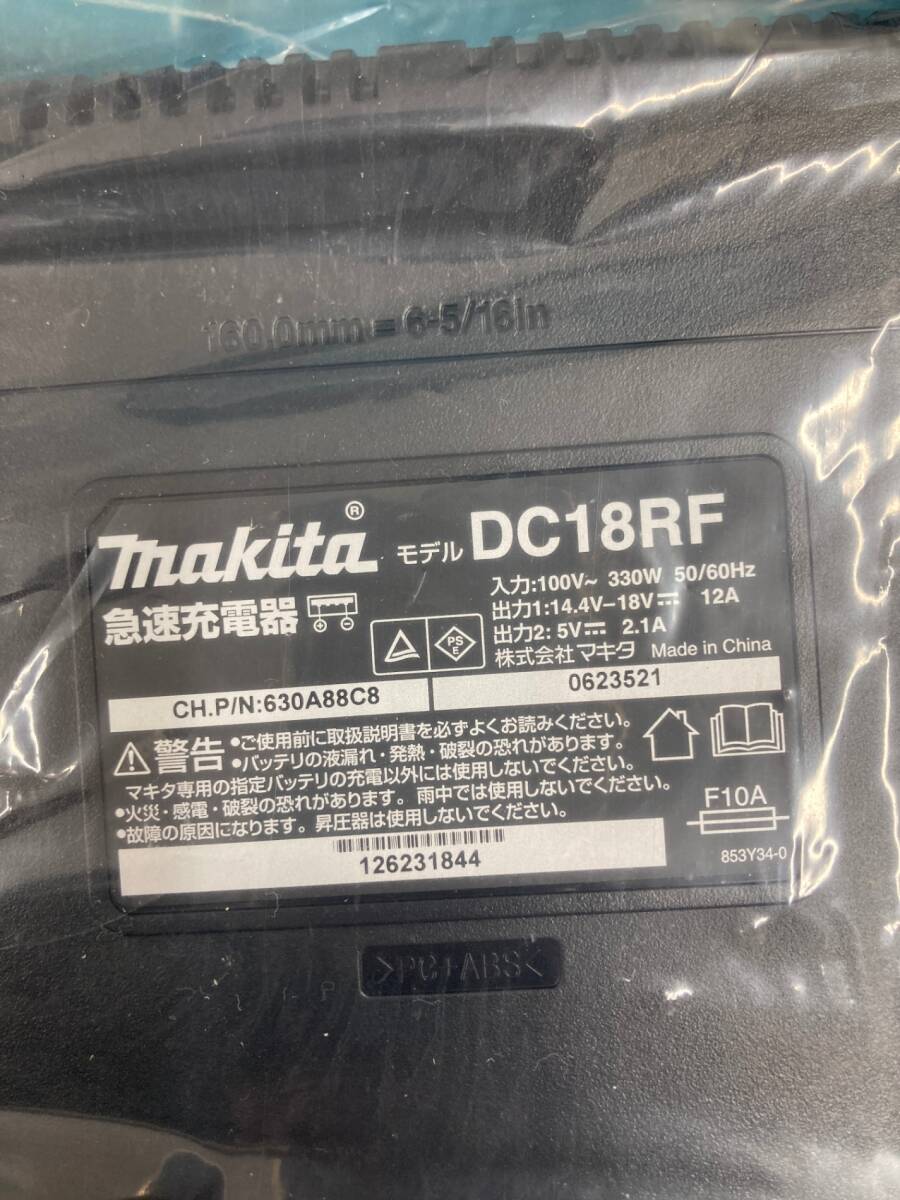 160.0mm = 6-5/16in
makita® モデル DC18RF
急速充電器
入力:100V~ 330W 50/60Hz
出力1:14.4V-18V⎓ 12A
出力2: 5V⎓ 2.1A
株式会社マキタ Made in China
PS
E
CH.P/N:630A88C8
0623521
警告 •ご使用前に取扱説明書を必ずよくお読みください。
•バッテリの液漏れ・発熱・破裂の恐れがあります。
マキタ専用の指定バッテリの充電以外には使用しないでください。
•火災・感電・破裂の恐れがあります。雨中では使用しないでください。
•故障の原因になります。昇圧器は使用しないでください。
F10A
126231844
853Y34-0
>PC+ABS<